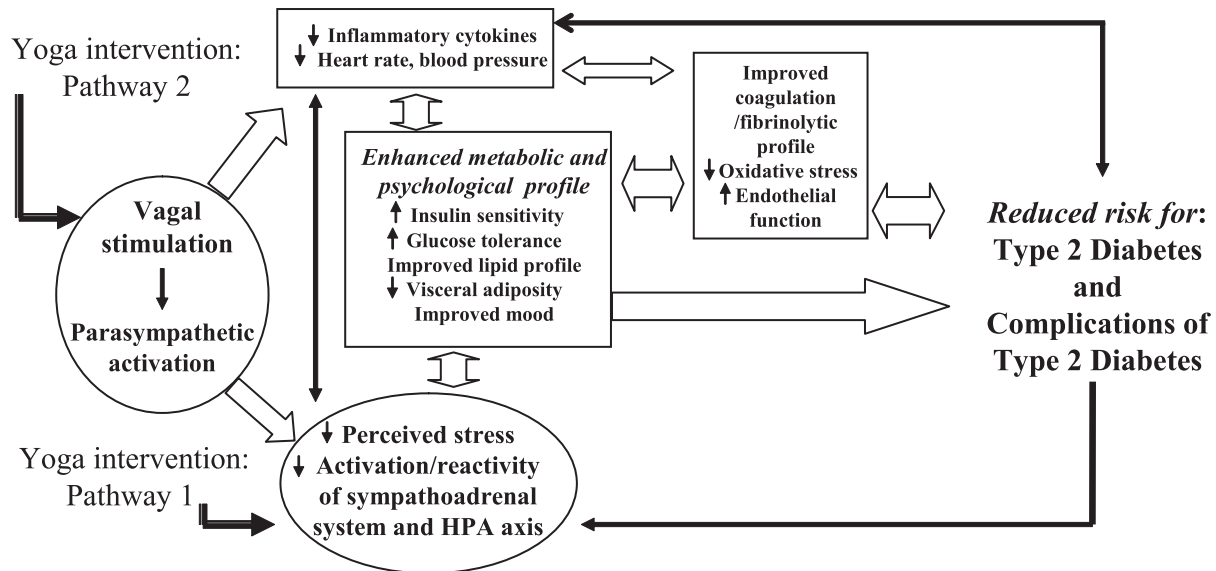 Yoga intervention:
Pathway 2
↓ Inflammatory cytokines
↓ Heart rate, blood pressure
Improved
coagulation
/fibrinolytic
profile
↓ Oxidative stress
↑ Endothelial
function
Enhanced metabolic and
psychological profile
↑ Insulin sensitivity
↑ Glucose tolerance
Improved lipid profile
↓ Visceral adiposity
Improved mood
Vagal
stimulation
Parasympathetic
activation
Reduced risk for:
Type 2 Diabetes
and
Complications of
Type 2 Diabetes
Yoga intervention:
Pathway 1
↓ Perceived stress
↓ Activation/reactivity
of sympathoadrenal
system and HPA axis